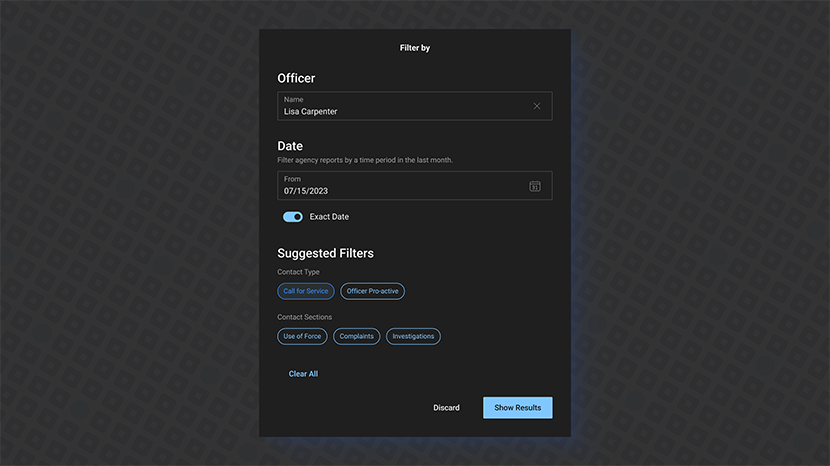 Filter by
Officer
Name
Lisa Carpenter
Date
Filter agency reports by a time period in the last month.
From
07/15/2023
31
Exact Date
Suggested Filters
Contact Type
Call for Service Officer Pro-active
Contact Sections
Use of Force Complaints Investigations
Clear All
Discard Show Results